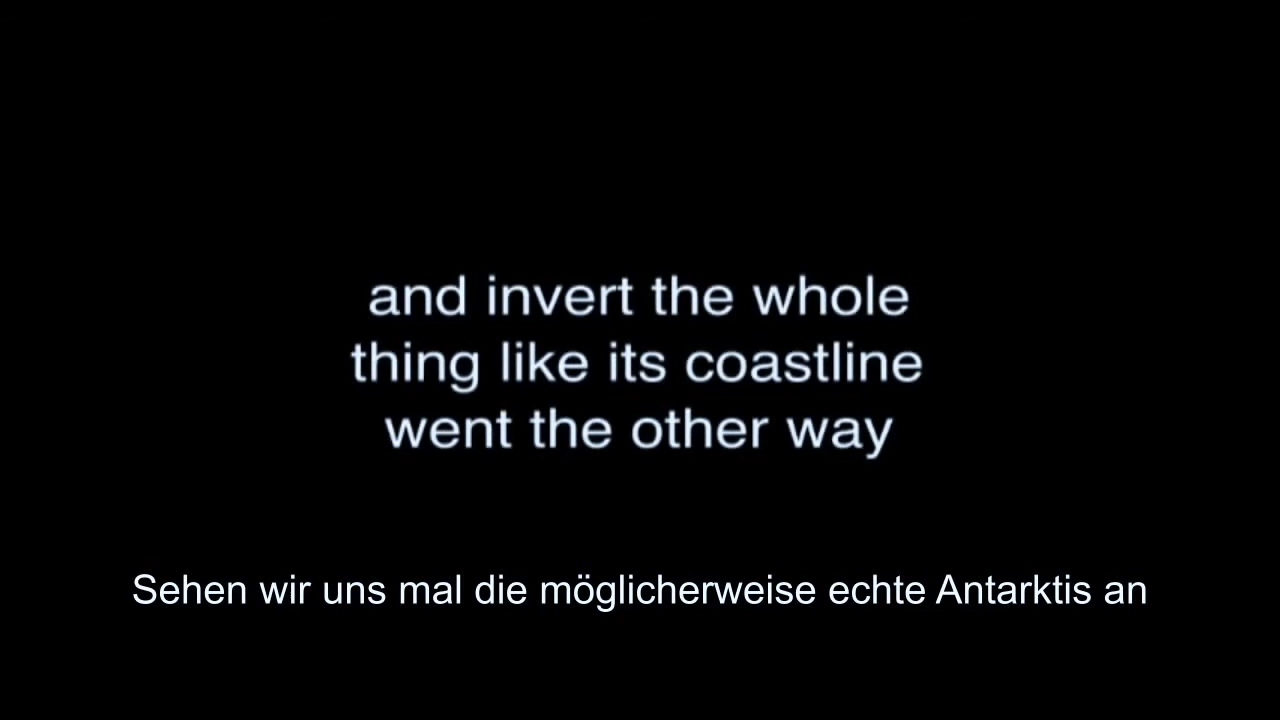 and invert the whole
thing like its coastline
went the other way
Sehen wir uns mal die möglicherweise echte Antarktis an